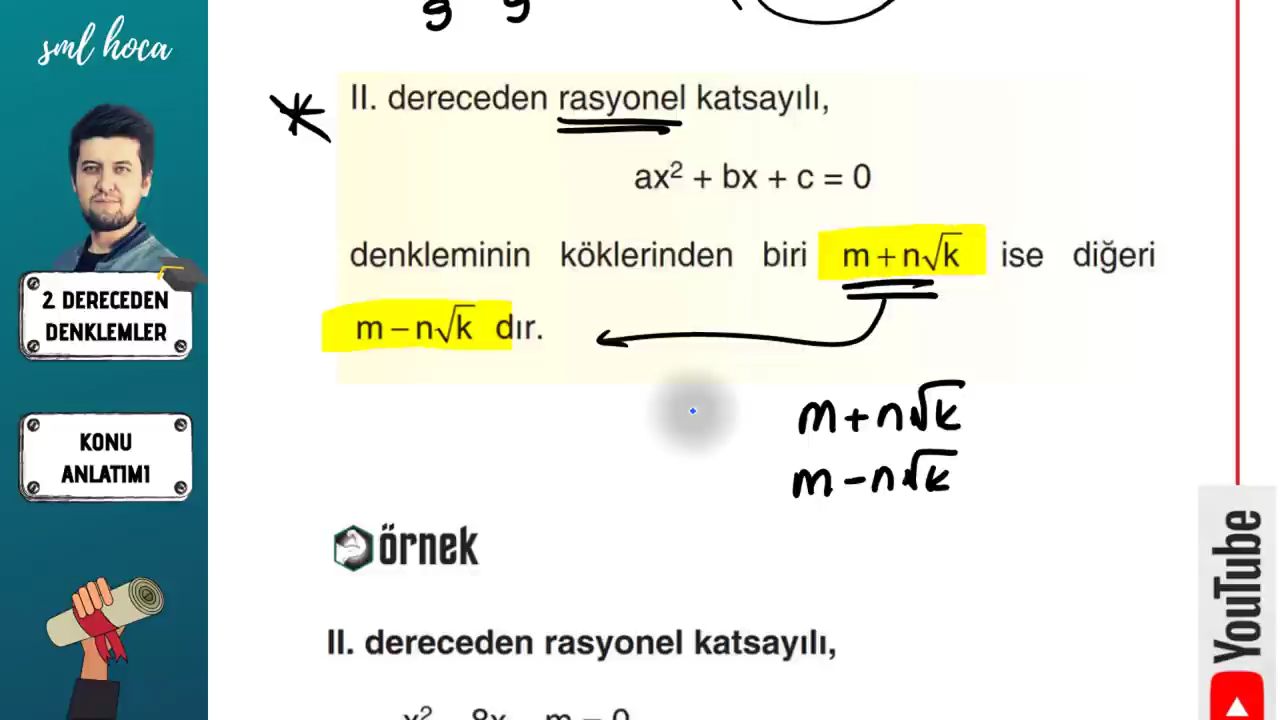 sml hoca
2. DERECEDEN
DENKLEMLER
KONU
ANLATIMI
II. dereceden rasyonel katsayılı,
ax² + bx + c = 0
denkleminin köklerinden biri m + n√k ise diğeri
m – n√k dır.
m + n√k
m – n√k
örnek
II. dereceden rasyonel katsayılı,
YouTube